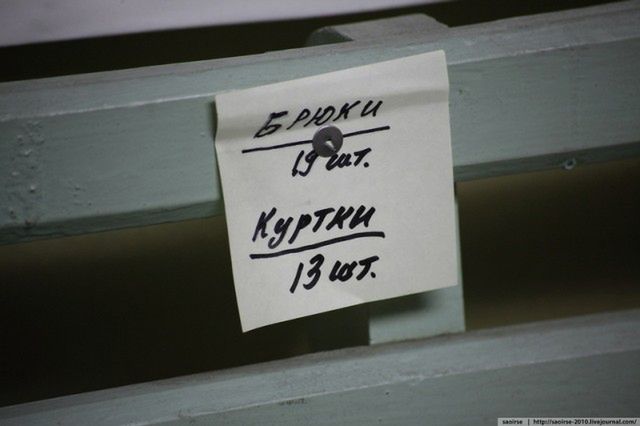 БРЮКИ
19 шт.
Куртки
13 шт.
saoirse | http://saoirse-2010.livejournal.com/